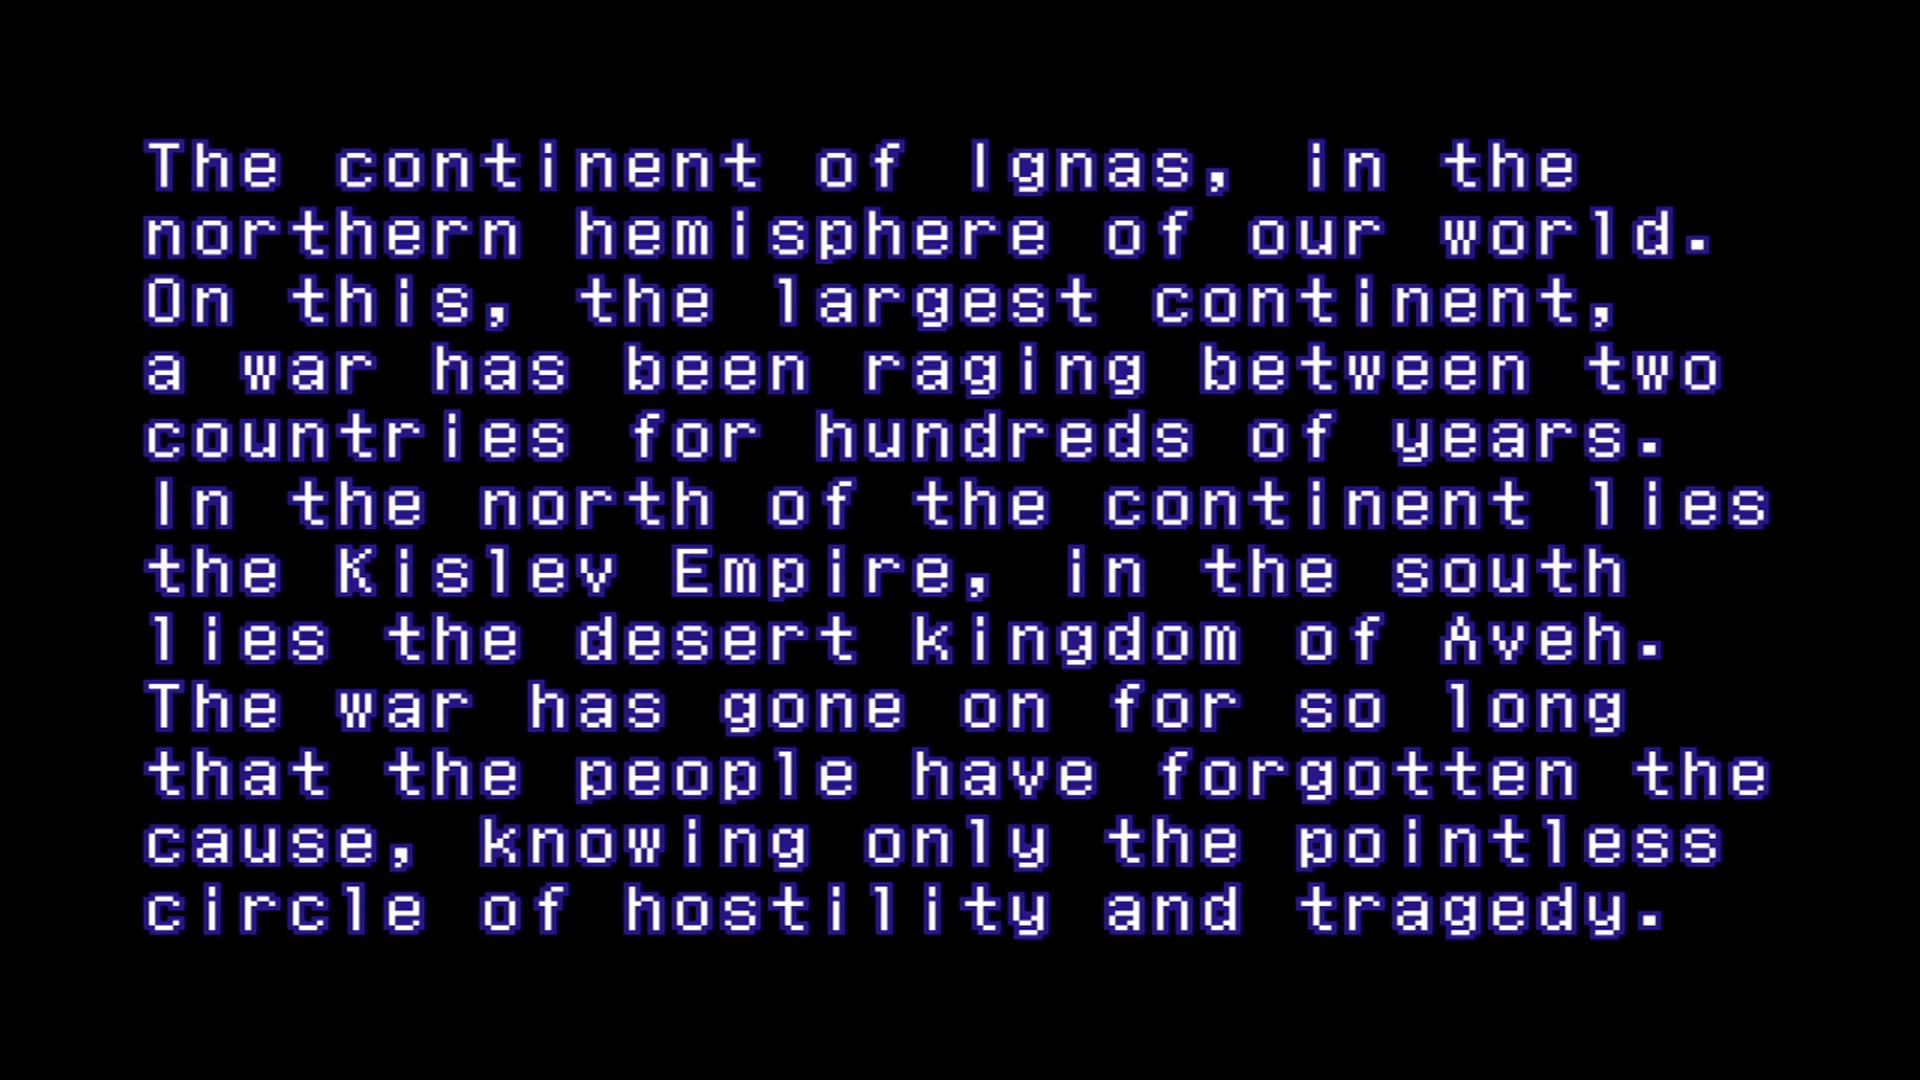 The continent of Ignas, in the
northern hemisphere of our world.
On this, the largest continent,
a war has been raging between two
countries for hundreds of years.
In the north of the continent lies
the Kislev Empire, in the south
lies the desert kingdom of Aveh.
The war has gone on for so long
that the people have forgotten the
cause, knowing only the pointless
circle of hostility and tragedy.